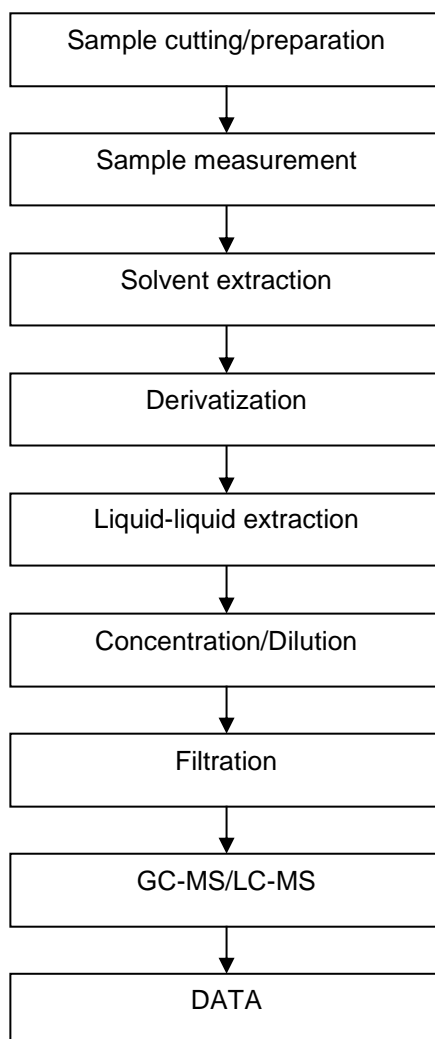 Sample cutting/preparation
Sample measurement
Solvent extraction
Derivatization
Liquid-liquid extraction
Concentration/Dilution
Filtration
GC-MS/LC-MS
DATA